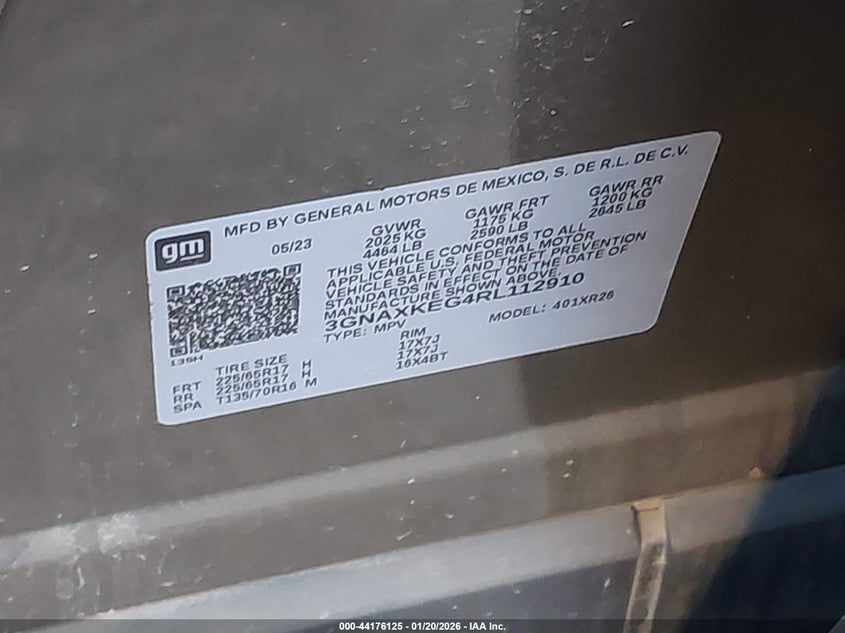 gm
MFD BY GENERAL MOTORS DE MEXICO, S. DE R.L. DE C.V.
05/23
GVWR
2025 KG
4464 LB
GAWR FRT
1175 KG
2590 LB
GAWR RR
1200 KG
2645 LB
THIS VEHICLE CONFORMS TO ALL
APPLICABLE U.S. FEDERAL MOTOR
VEHICLE SAFETY AND THEFT PREVENTION
STANDARDS IN EFFECT ON THE DATE OF
MANUFACTURE SHOWN ABOVE.
3GNAXKEG4RL112910
TYPE: MPV
MODEL: 401XR26
135H
TIRE SIZE RIM
FRT 225/65R17 H 17X7J
RR 225/65R17 H 17X7J
SPA T135/70R16 M 16X4BT
000-44176125 - 01/20/2026 - IAA Inc.